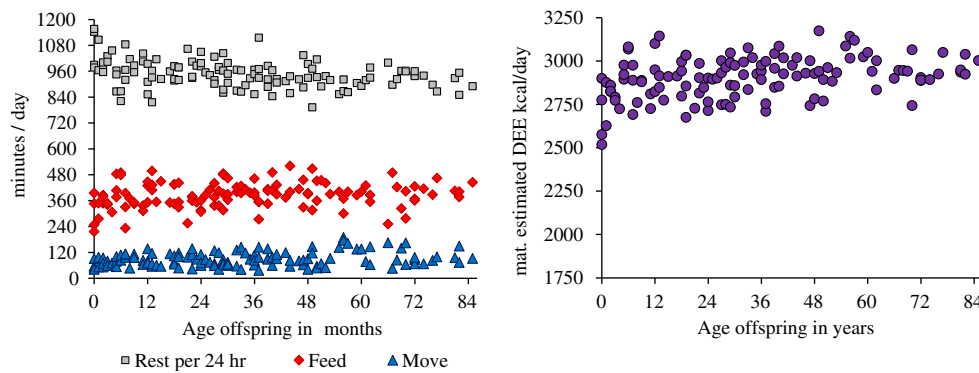 minutes / day
1200
1080
960
840
720
600
480
360
240
120
0
0 12 24 36 48 60 72 84
Age offspring in months
Rest per 24 hr Feed Move
mat. estimated DEE kcal/day
3250
3000
2750
2500
2250
2000
1750
0 12 24 36 48 60 72 84
Age offspring in years